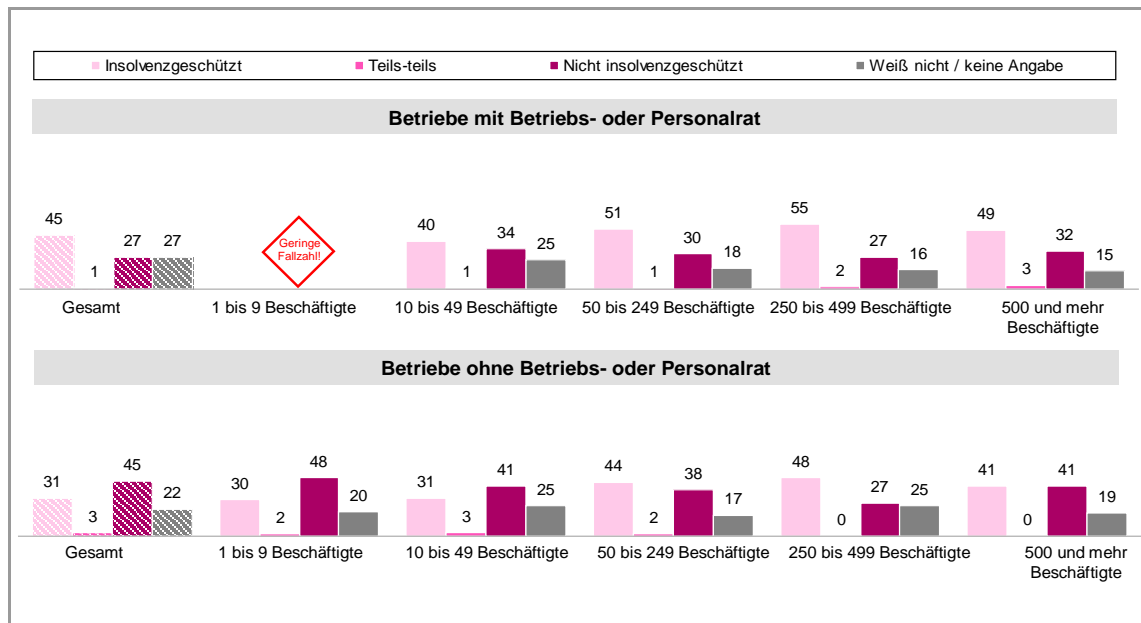 Insolvenzgeschützt Teils-teils Nicht insolvenzgeschützt Weiß nicht / keine Angabe
Betriebe mit Betriebs- oder Personalrat
45 1 27 27
Geringe
Fallzahl!
40 1 34 25
51 1 30 18
55 2 27 16
49 3 32 15
Gesamt 1 bis 9 Beschäftigte 10 bis 49 Beschäftigte 50 bis 249 Beschäftigte 250 bis 499 Beschäftigte 500 und mehr
Beschäftigte
Betriebe ohne Betriebs- oder Personalrat
31 3 45 22
30 2 48 20
31 3 41 25
44 2 38 17
48 0 27 25
41 0 41 19
Gesamt 1 bis 9 Beschäftigte 10 bis 49 Beschäftigte 50 bis 249 Beschäftigte 250 bis 499 Beschäftigte 500 und mehr
Beschäftigte